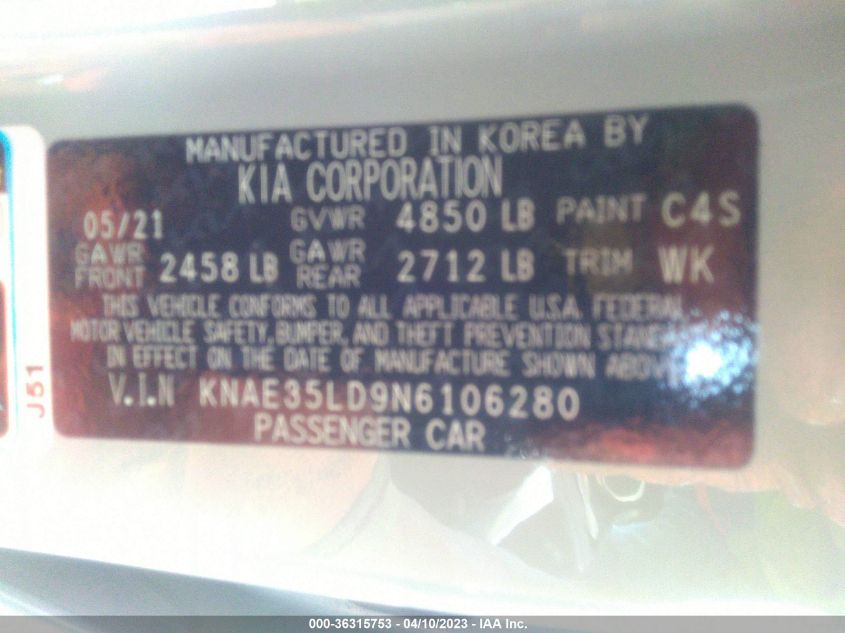 MANUFACTURED IN KOREA BY
KIA CORPORATION
05/21 GVWR 4850 LB PAINT C4S
GAWR FRONT 2458 LB GAWR REAR 2712 LB TRIM WK
THIS VEHICLE CONFORMS TO ALL APPLICABLE U.S.A. FEDERAL
MOTOR VEHICLE SAFETY, BUMPER, AND THEFT PREVENTION
IN EFFECT ON THE DATE OF MANUFACTURE SHOWN ABOVE
V.I.N KNAE35LD9N6106280
PASSENGER CAR
J51
000-36315753 - 04/10/2023 - IAA Inc.